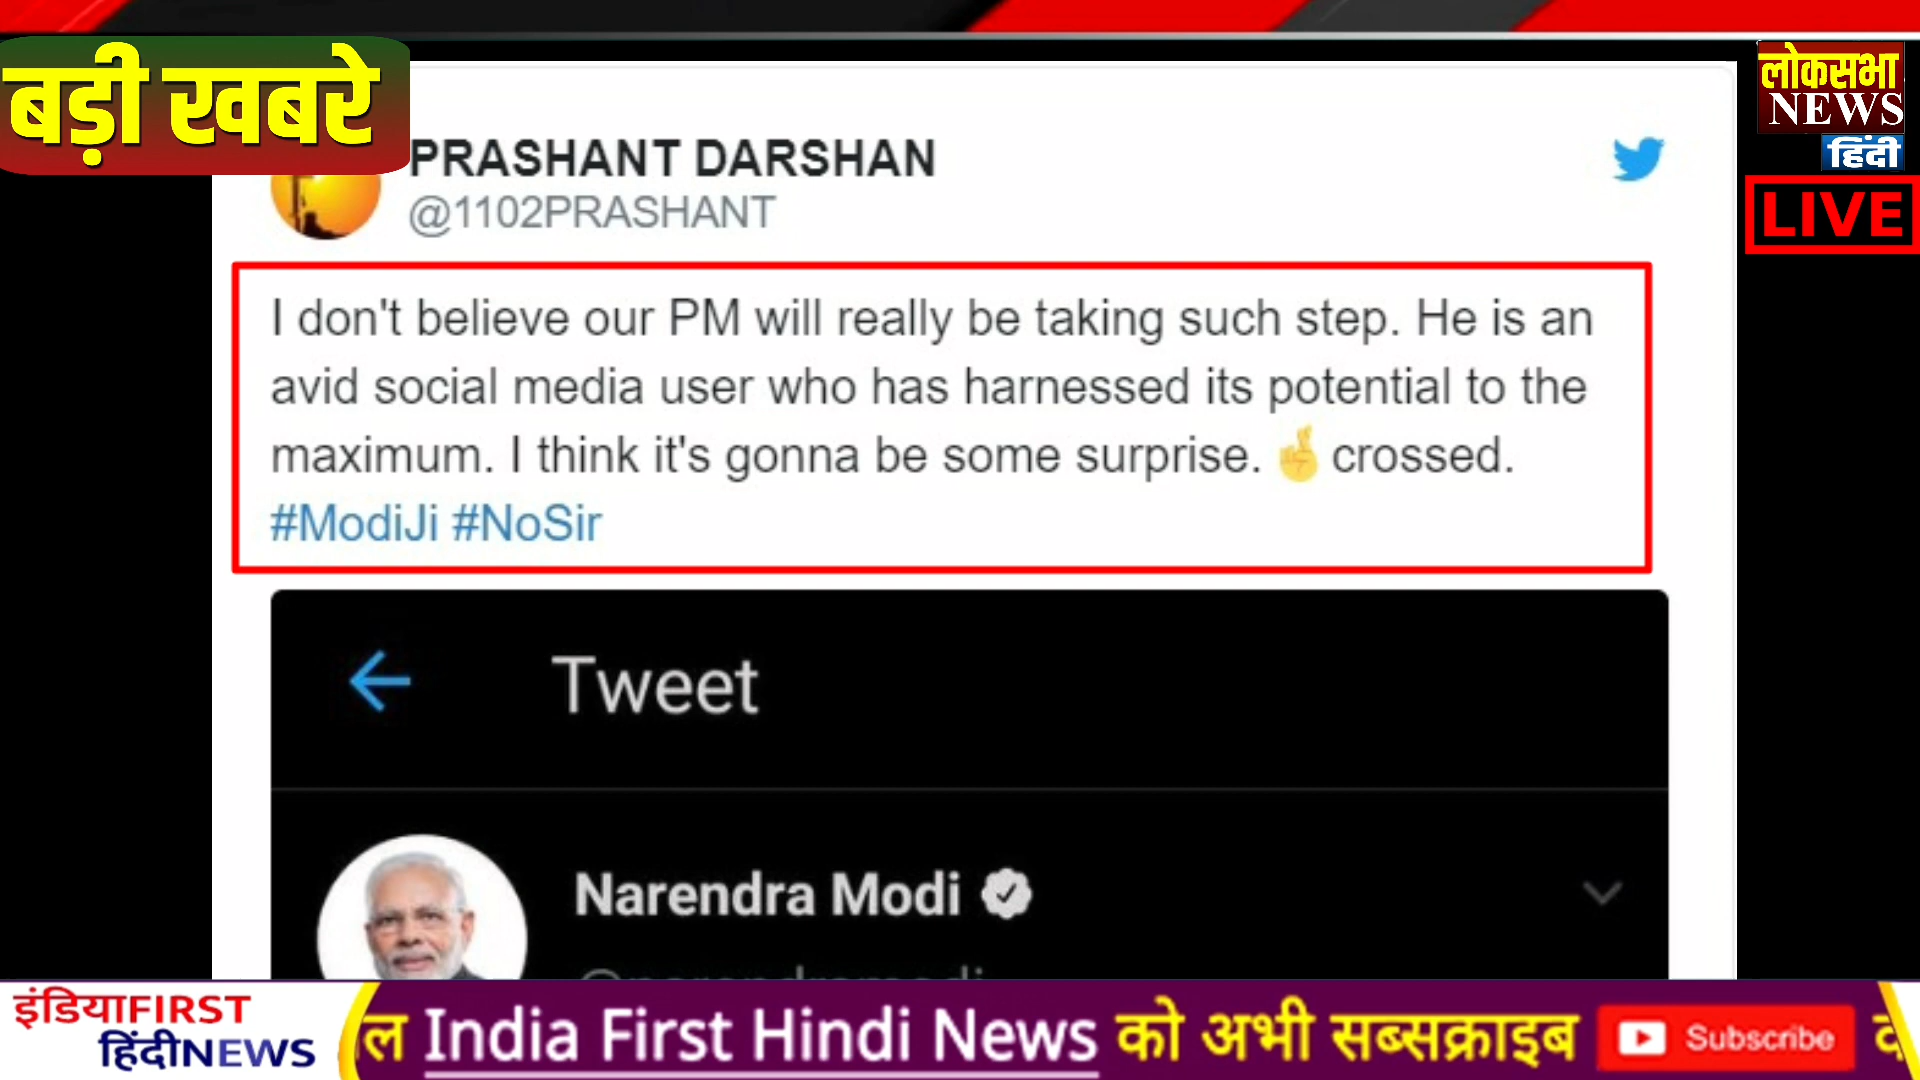 बड़ी खबरे
लोकसभा
NEWS
हिंदी
LIVE
PRASHANT DARSHAN
@1102PRASHANT
I don't believe our PM will really be taking such step. He is an
avid social media user who has harnessed its potential to the
maximum. I think it's gonna be some surprise. 🤞 crossed.
#ModiJi #NoSir
Tweet
Narendra Modi
इंडियाFIRST
हिंदीNEWS
India First Hindi News को अभी सब्सक्राइब
Subscribe